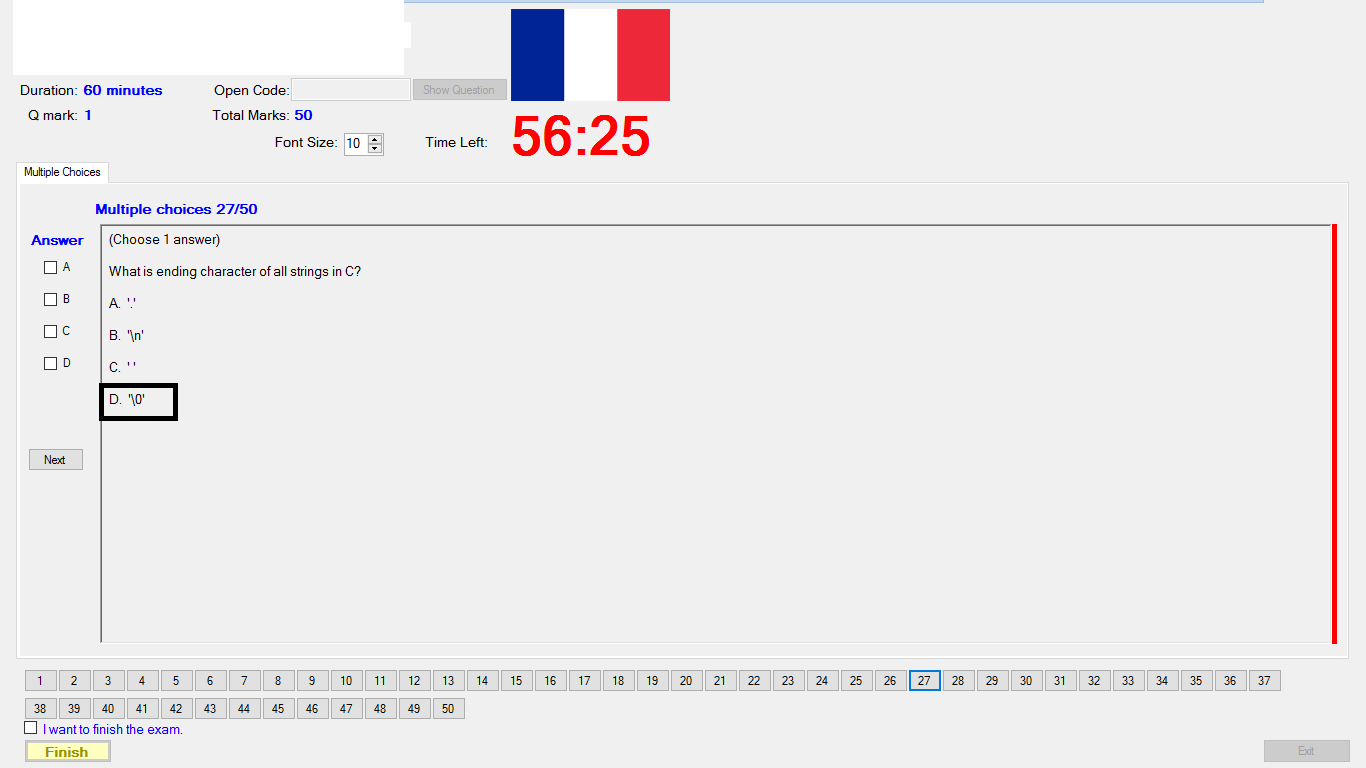 Duration: 60 minutes
Open Code:
Show Question
Q mark: 1
Total Marks: 50
Font Size: 10
Time Left: 56:25
Multiple Choices
Multiple choices 27/50
Answer
(Choose 1 answer)
A
What is ending character of all strings in C?
B
A. '.'
C
B. '\n'
D
C. ' '
D. '\0'
Next
1 2 3 4 5 6 7 8 9 10 11 12 13 14 15 16 17 18 19 20 21 22 23 24 25 26 27 28 29 30 31 32 33 34 35 36 37
38 39 40 41 42 43 44 45 46 47 48 49 50
I want to finish the exam.
Finish
Exit